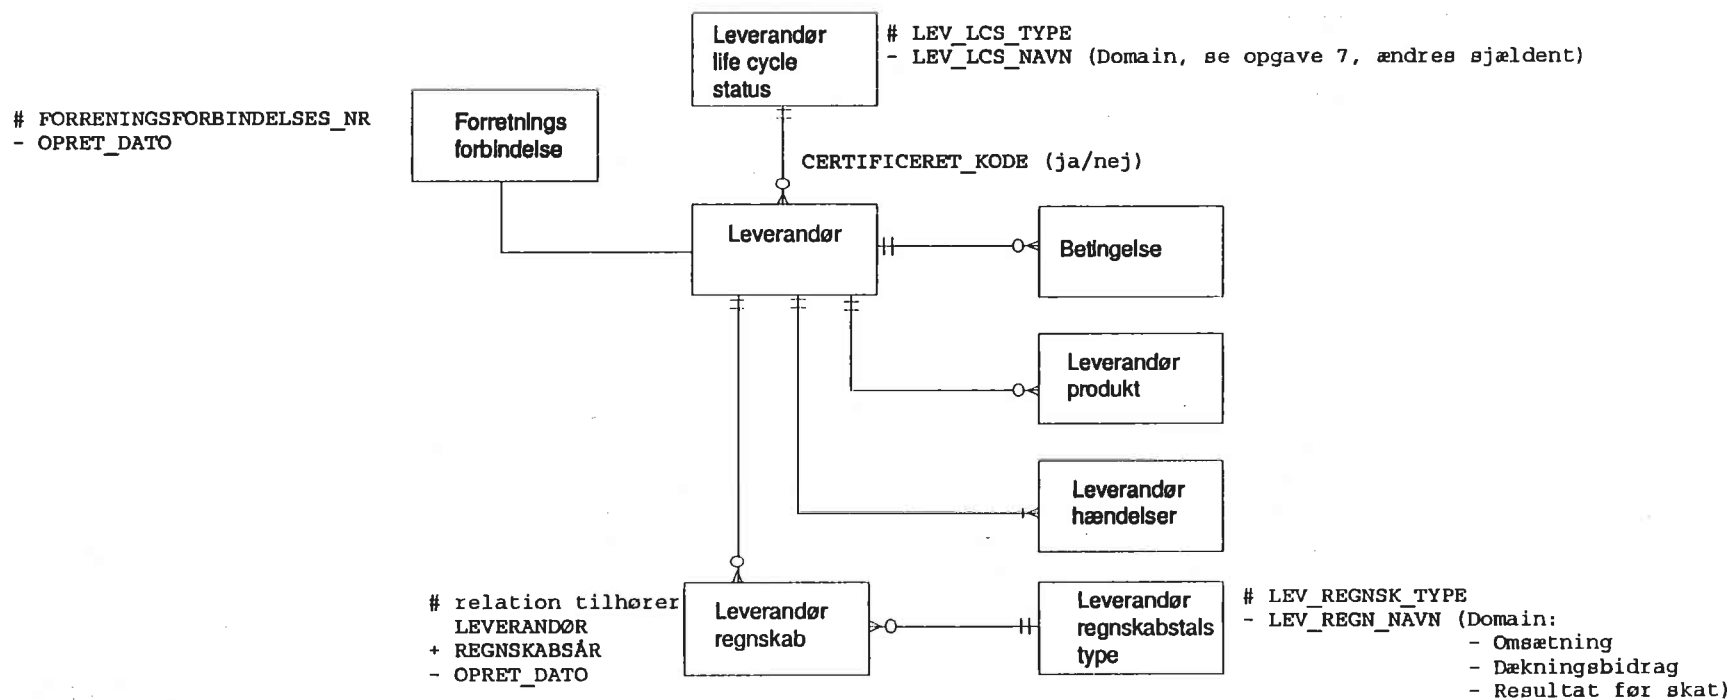 Leverandør
life cycle
status
# LEV_LCS_TYPE
- LEV_LCS_NAVN (Domain, se opgave 7, ændres sjældent)
# FORRENINGSFORBINDELSES_NR
- OPRET_DATO
Forretnings
forbindelse
CERTIFICERET_KODE (ja/nej)
Leverandør
Betingelse
Leverandør
produkt
Leverandør
hændelser
# relation tilhører
LEVERANDØR
+ REGNSKABSÅR
- OPRET_DATO
Leverandør
regnskab
Leverandør
regnskabstals
type
# LEV_REGNSK_TYPE
- LEV_REGN_NAVN (Domain:
- Omsætning
- Dækningsbidrag
- Resultat før skat)